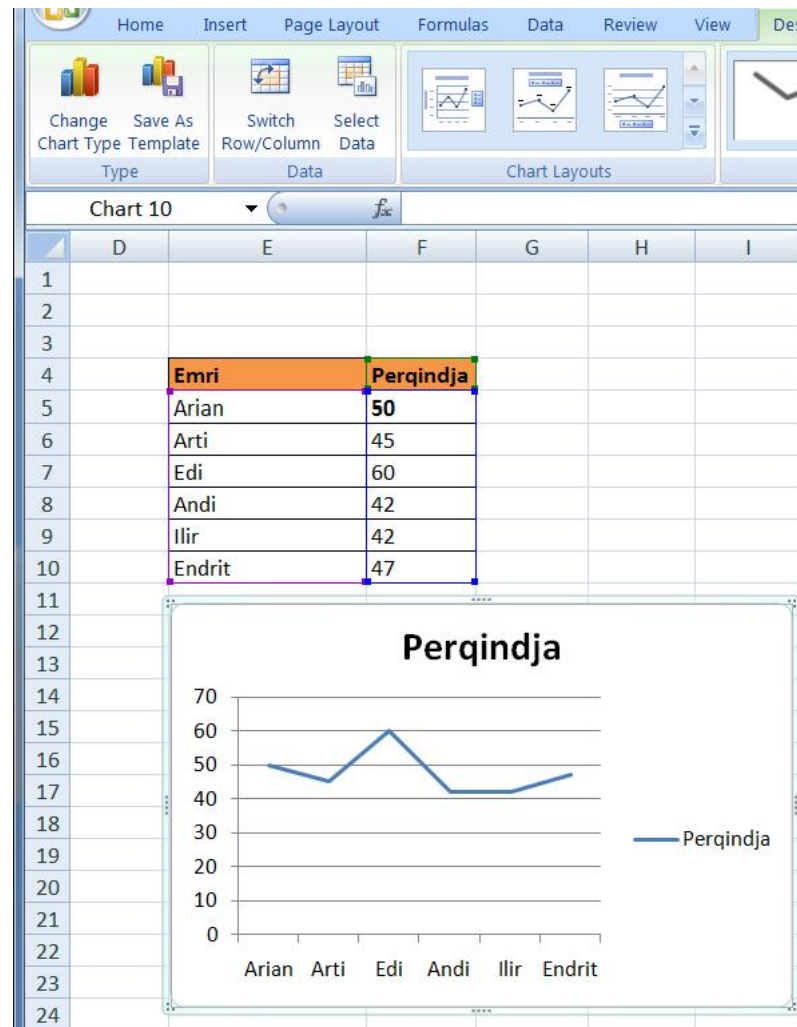 Home Insert Page Layout Formulas Data Review View Des
Change Chart Type
Save As Template
Switch Row/Column
Select Data
Type Data Chart Layouts
Chart 10 fx
D E F G H I
1
2
3
4 Emri Perqindja
5 Arian 50
6 Arti 45
7 Edi 60
8 Andi 42
9 Ilir 42
10 Endrit 47
11
12
13
14
15
16
17
18
19
20
21
22
23
24
Perqindja
70
60
50
40
30
20
10
0
Arian Arti Edi Andi Ilir Endrit
Perqindja